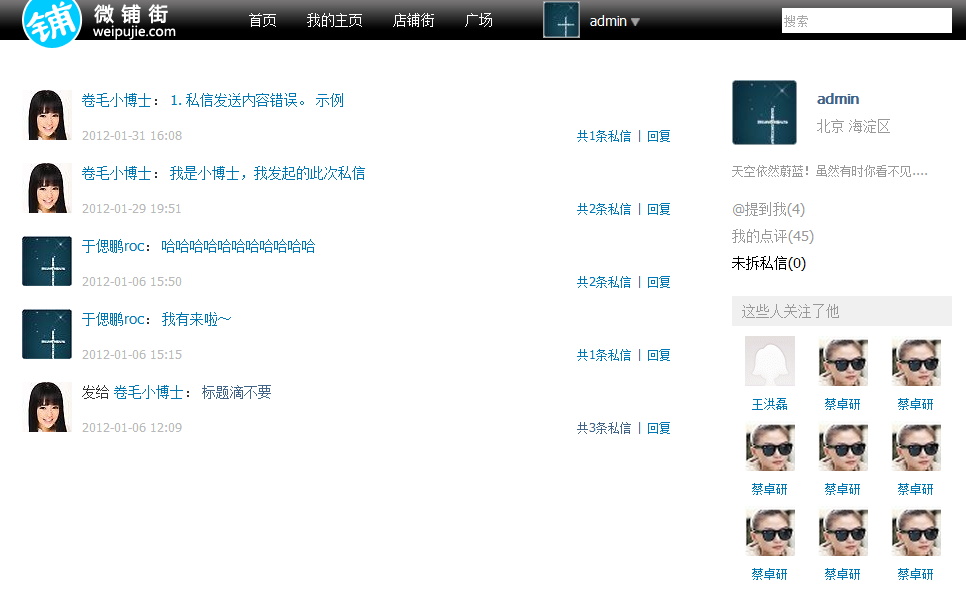 铺 微铺街
weipujie.com
首页 我的主页 店铺街 广场 admin 搜索
卷毛小博士： 1. 私信发送内容错误。 示例
2012-01-31 16:08 共1条私信 | 回复
卷毛小博士： 我是小博士，我发起的此次私信
2012-01-29 19:51 共2条私信 | 回复
于偲鹏roc： 哈哈哈哈哈哈哈哈哈哈哈
2012-01-06 15:50 共2条私信 | 回复
于偲鹏roc： 我有来啦～
2012-01-06 15:15 共1条私信 | 回复
发给 卷毛小博士： 标题滴不要
2012-01-06 12:09 共3条私信 | 回复
admin
北京 海淀区
天空依然蔚蓝！虽然有时你看不见....
@提到我(4)
我的点评(45)
未拆私信(0)
这些人关注了他
王洪磊 蔡卓研 蔡卓研
蔡卓研 蔡卓研 蔡卓研
蔡卓研 蔡卓研 蔡卓研